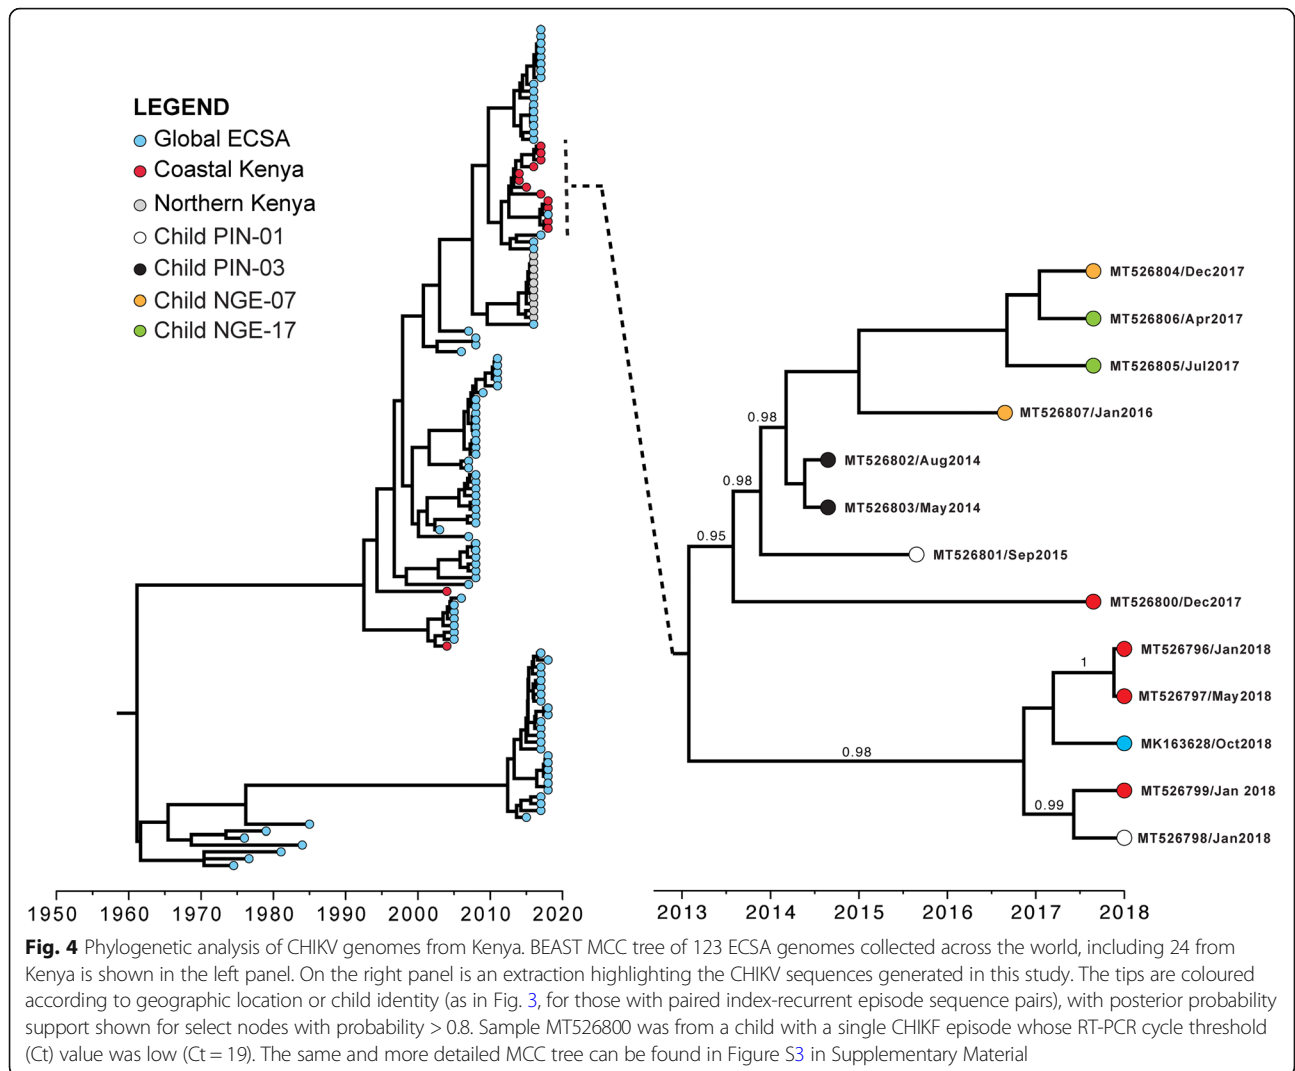 LEGEND
Global ECSA
Coastal Kenya
Northern Kenya
Child PIN-01
Child PIN-03
Child NGE-07
Child NGE-17
1950 1960 1970 1980 1990 2000 2010 2020
MT526804/Dec2017
MT526806/Apr2017
MT526805/Jul2017
MT526807/Jan2016
0.98
MT526802/Aug2014
0.98
MT526803/May2014
0.95
MT526801/Sep2015
MT526800/Dec2017
MT526796/Jan2018
1
MT526797/May2018
MK163628/Oct2018
0.98
MT526799/Jan 2018
0.99
MT526798/Jan2018
2013 2014 2015 2016 2017 2018
Fig. 4 Phylogenetic analysis of CHIKV genomes from Kenya. BEAST MCC tree of 123 ECSA genomes collected across the world, including 24 from
Kenya is shown in the left panel. On the right panel is an extraction highlighting the CHIKV sequences generated in this study. The tips are coloured
according to geographic location or child identity (as in Fig. 3, for those with paired index-recurrent episode sequence pairs), with posterior probability
support shown for select nodes with probability > 0.8. Sample MT526800 was from a child with a single CHIKF episode whose RT-PCR cycle threshold
(Ct) value was low (Ct = 19). The same and more detailed MCC tree can be found in Figure S3 in Supplementary Material